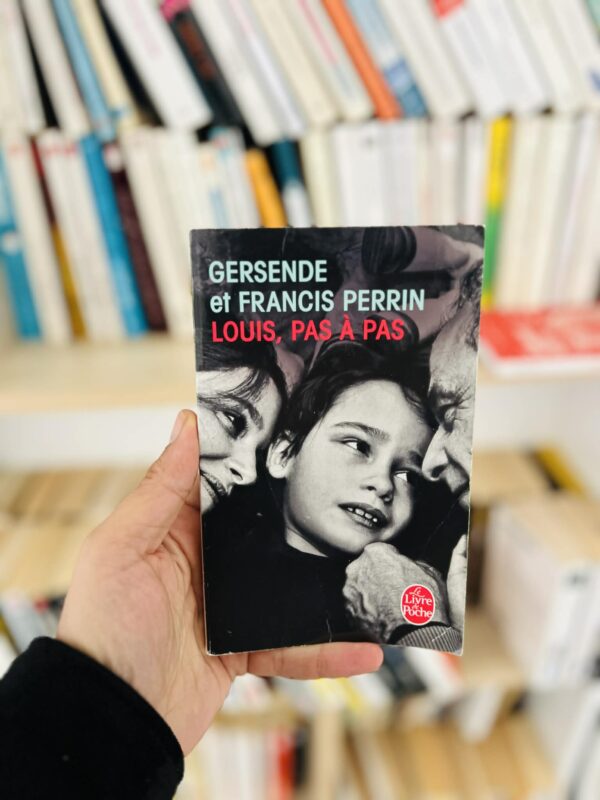 GERSENDE
et FRANCIS PERRIN
LOUIS, PAS À PAS
Le
Livre
de
Poche